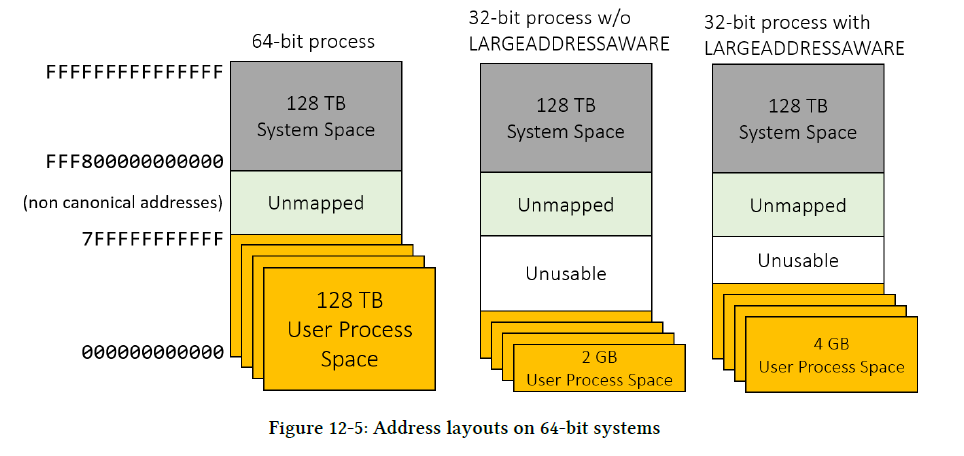 64-bit process
32-bit process w/o
LARGEADDRESSAWARE
32-bit process with
LARGEADDRESSAWARE
FFFFFFFFFFFFFFF
128 TB
System Space
128 TB
System Space
128 TB
System Space
FFF800000000000
(non canonical addresses)
Unmapped
Unmapped
Unmapped
7FFFFFFFFFFF
Unusable
Unusable
128 TB
User Process
Space
2 GB
User Process Space
4 GB
User Process Space
000000000000
Figure 12-5: Address layouts on 64-bit systems